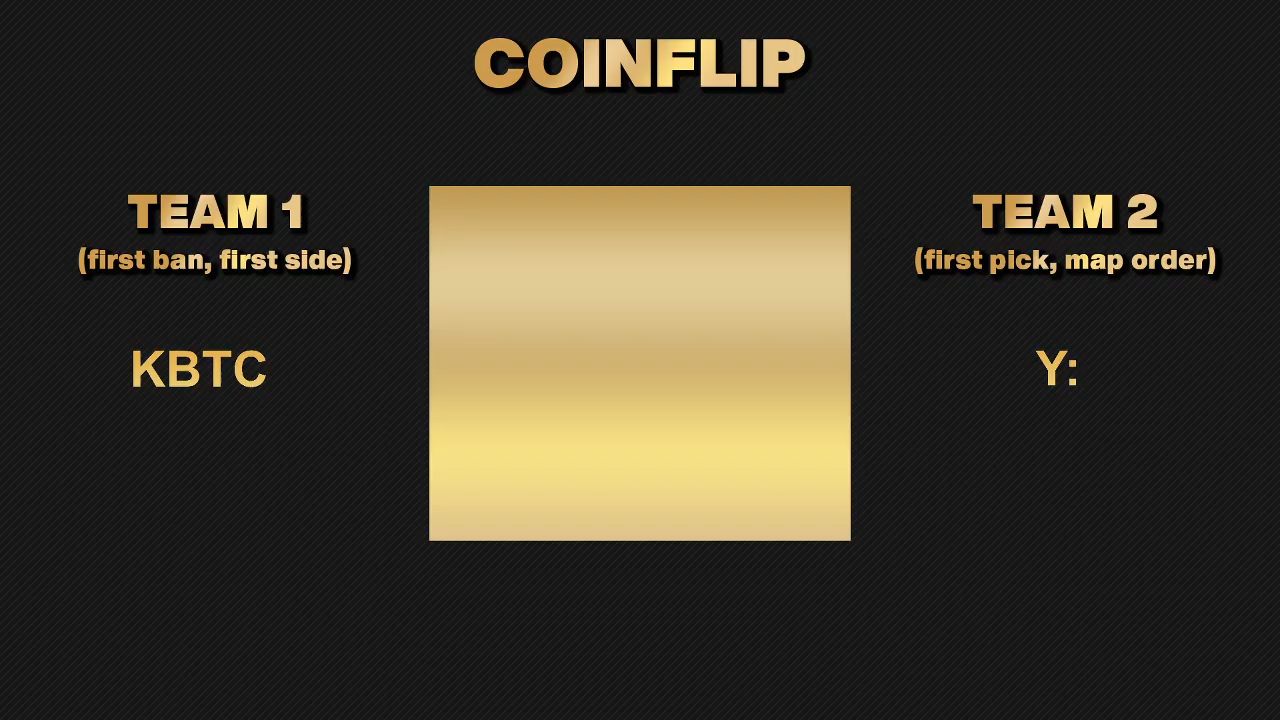 COINFLIP
TEAM 1
(first ban, first side)
KBTC
TEAM 2
(first pick, map order)
Y: